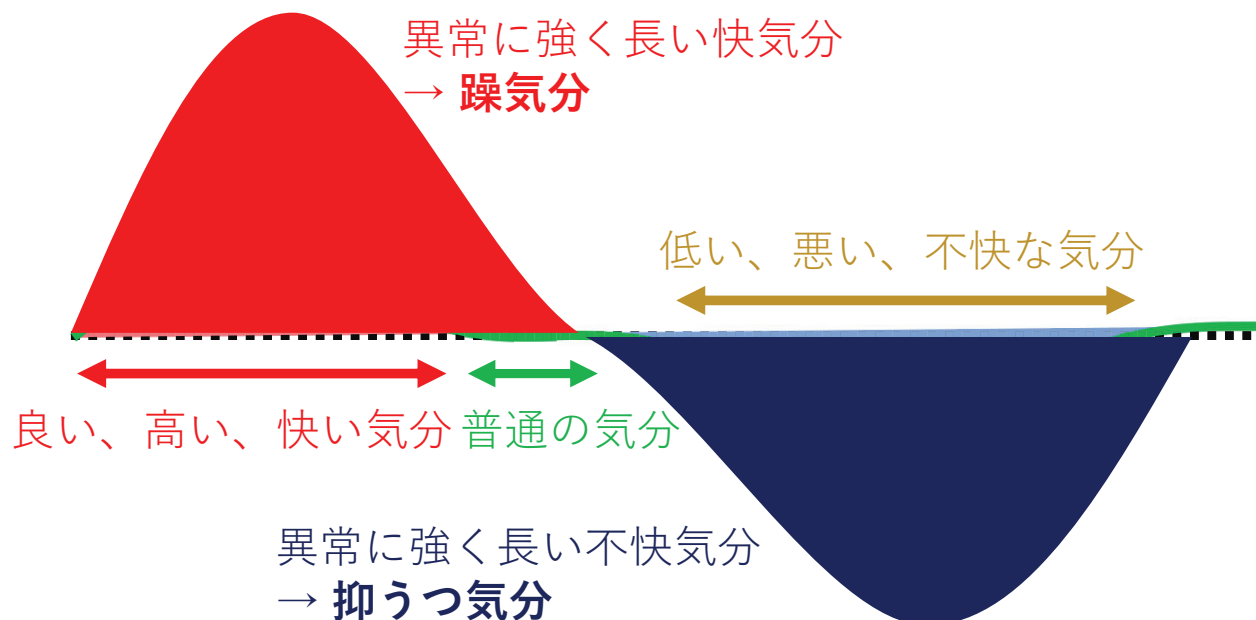 異常に強く長い快気分
→ 躁気分
低い、悪い、不快な気分
良い、高い、快い気分
普通の気分
異常に強く長い不快気分
→ 抑うつ気分